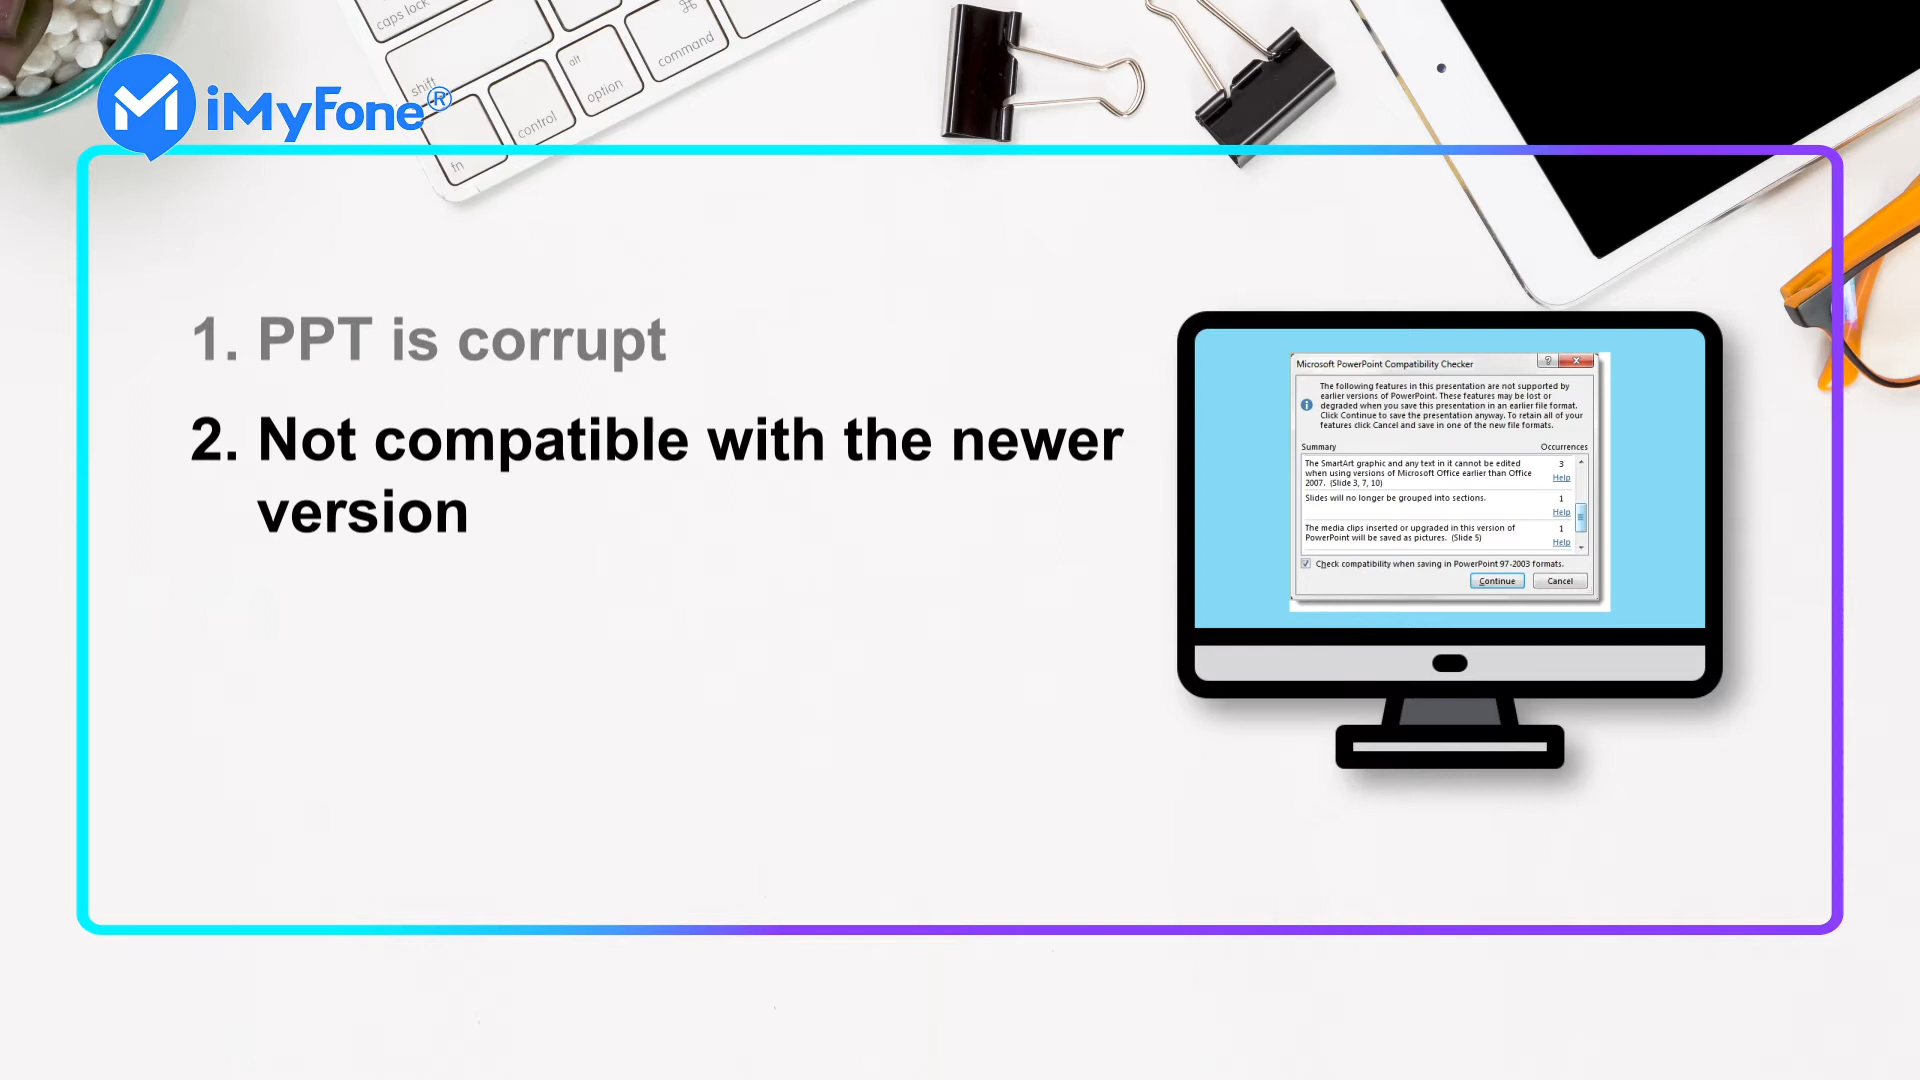 caps lock
shift
fn
control
alt
option
⌘
command
iMyFone®
1. PPT is corrupt
2. Not compatible with the newer
version
Microsoft PowerPoint Compatibility Checker
The following features in this presentation are not supported by
earlier versions of PowerPoint. These features may be lost or
degraded when you save this presentation in an earlier file format.
Click Continue to save the presentation anyway. To retain all of your
features click Cancel and save in one of the new file formats.
Summary Occurrences
The SmartArt graphic and any text in it cannot be edited 3
when using versions of Microsoft Office earlier than Office Help
2007. (Slide 3, 7, 10)
Slides will no longer be grouped into sections. 1
Help
The media clips inserted or upgraded in this version of 1
PowerPoint will be saved as pictures. (Slide 5) Help
Check compatibility when saving in PowerPoint 97-2003 formats.
Continue Cancel